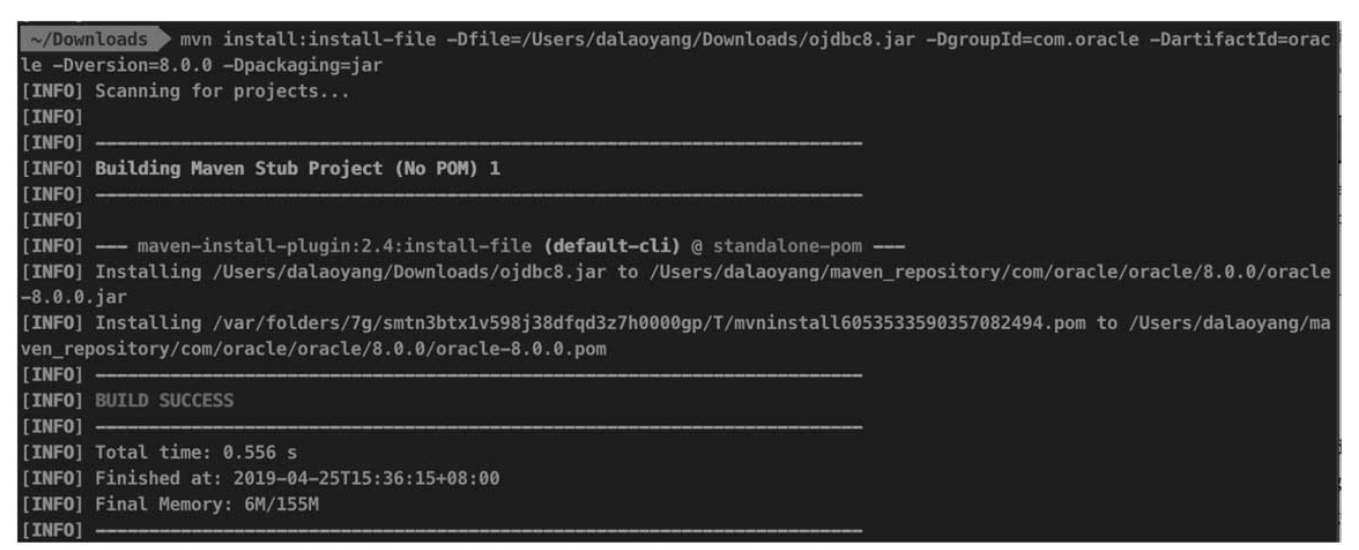 ~/Downloads mvn install:install-file -Dfile=/Users/dalaoyang/Downloads/ojdbc8.jar -DgroupId=com.oracle -DartifactId=orac
le -Dversion=8.0.0 -Dpackaging=jar
[INFO] Scanning for projects...
[INFO]
[INFO] ------------------------------------------------------------------------
[INFO] Building Maven Stub Project (No POM) 1
[INFO] ------------------------------------------------------------------------
[INFO]
[INFO] --- maven-install-plugin:2.4:install-file (default-cli) @ standalone-pom ---
[INFO] Installing /Users/dalaoyang/Downloads/ojdbc8.jar to /Users/dalaoyang/maven_repository/com/oracle/oracle/8.0.0/oracle
-8.0.0.jar
[INFO] Installing /var/folders/7g/smtn3btx1v598j38dfqd3z7h0000gp/T/mvninstall6053533590357082494.pom to /Users/dalaoyang/ma
ven_repository/com/oracle/oracle/8.0.0/oracle-8.0.0.pom
[INFO] ------------------------------------------------------------------------
[INFO] BUILD SUCCESS
[INFO] ------------------------------------------------------------------------
[INFO] Total time: 0.556 s
[INFO] Finished at: 2019-04-25T15:36:15+08:00
[INFO] Final Memory: 6M/155M
[INFO] ------------------------------------------------------------------------